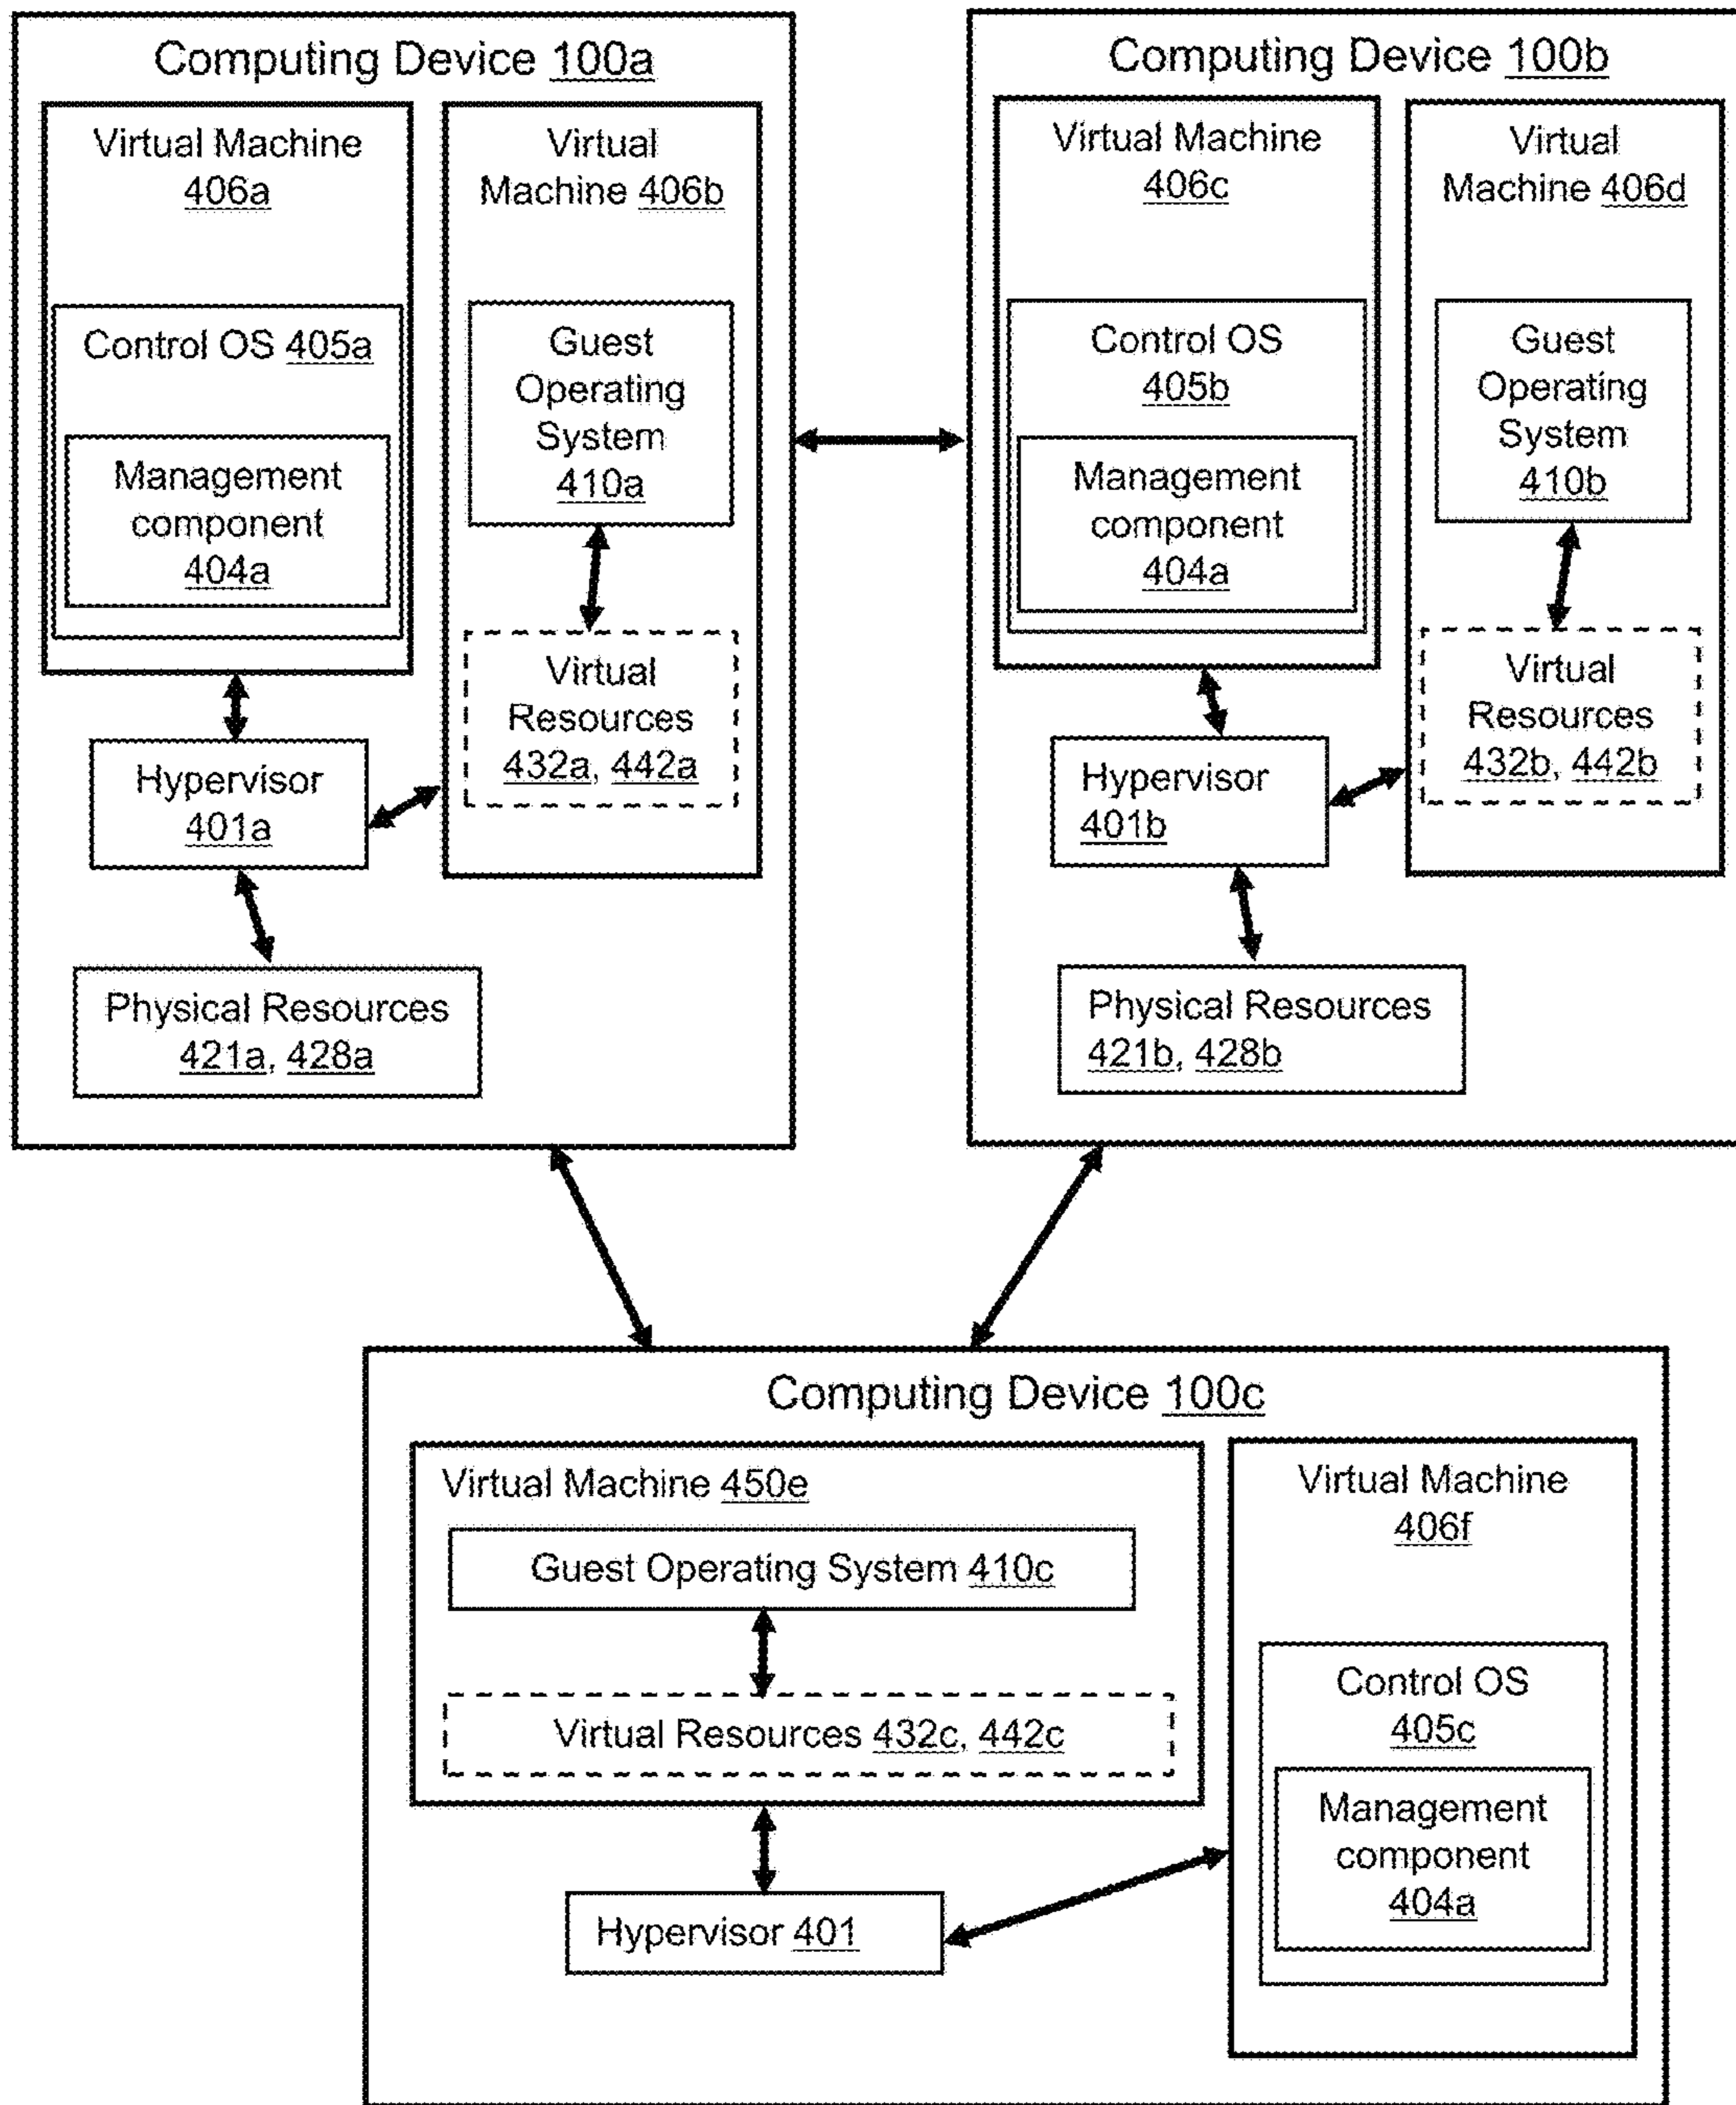 Computing Device 100a
Virtual Machine
406a
Control OS 405a
Management
component
404a
Virtual
Machine 406b
Guest
Operating
System
410a
Virtual
Resources
432a, 442a
Hypervisor
401a
Physical Resources
421a, 428a
Computing Device 100b
Virtual Machine
406c
Control OS
405b
Management
component
404a
Virtual
Machine 406d
Guest
Operating
System
410b
Virtual
Resources
432b, 442b
Hypervisor
401b
Physical Resources
421b, 428b
Computing Device 100c
Virtual Machine 450e
Guest Operating System 410c
Virtual Resources 432c, 442c
Hypervisor 401
Virtual Machine
406f
Control OS
405c
Management
component
404a